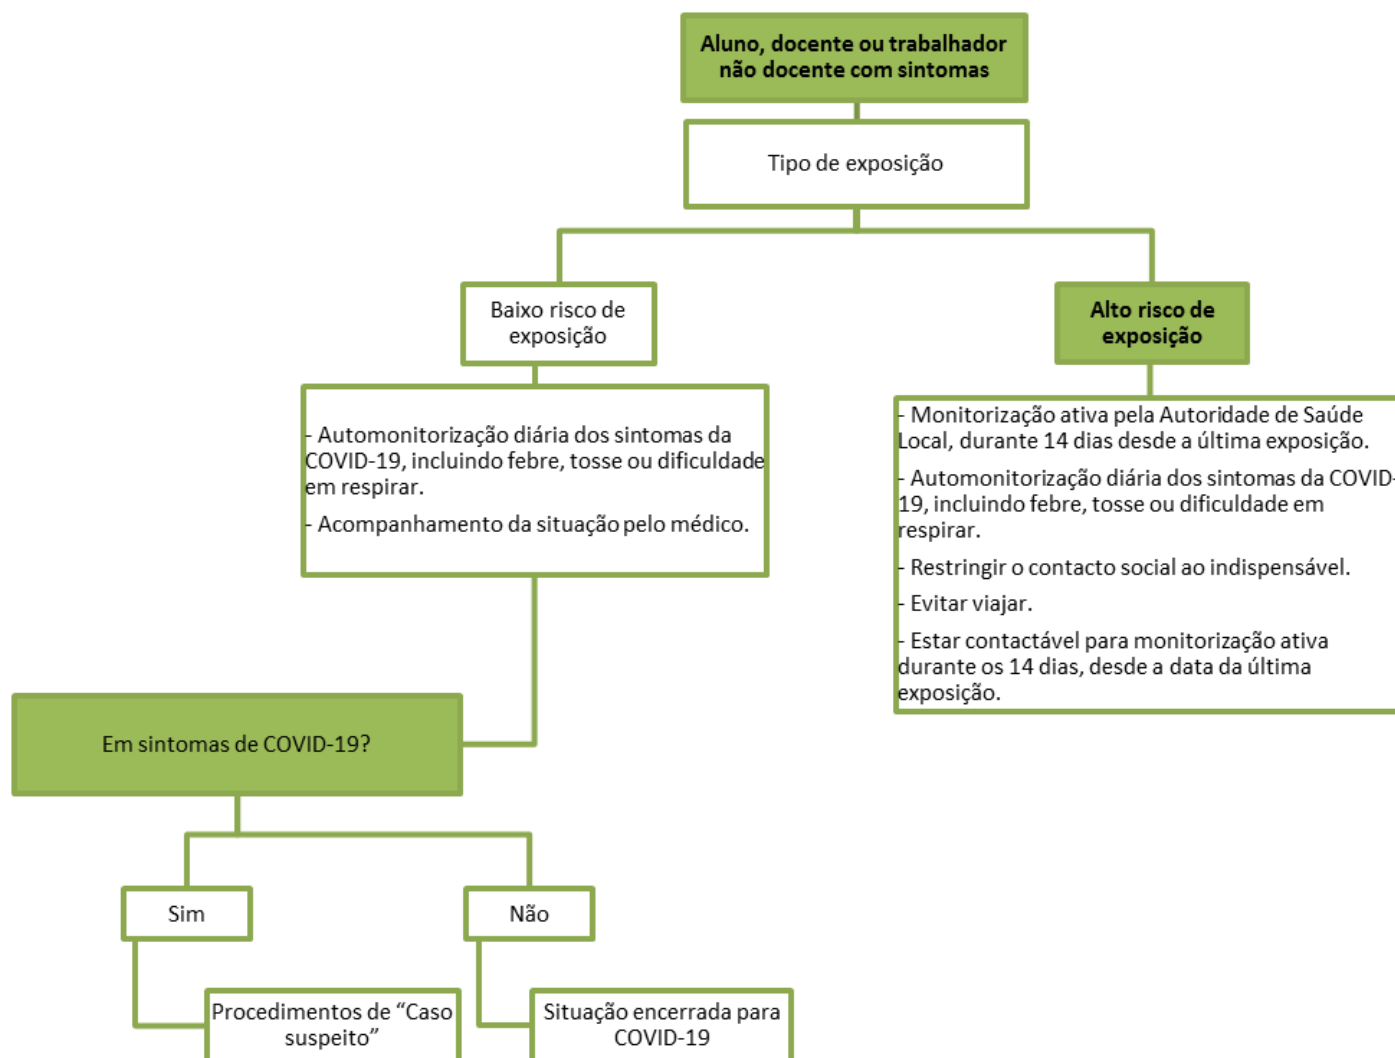 Aluno, docente ou trabalhador
não docente com sintomas
Tipo de exposição
Baixo risco de
exposição
Alto risco de
exposição
- Automonitorização diária dos sintomas da
COVID-19, incluindo febre, tosse ou dificuldade
em respirar.
- Acompanhamento da situação pelo médico.
- Monitorização ativa pela Autoridade de Saúde
Local, durante 14 dias desde a última exposição.
- Automonitorização diária dos sintomas da COVID-
19, incluindo febre, tosse ou dificuldade em
respirar.
- Restringir o contacto social ao indispensável.
- Evitar viajar.
- Estar contactável para monitorização ativa
durante os 14 dias, desde a data da última
exposição.
Em sintomas de COVID-19?
Sim
Não
Procedimentos de “Caso
suspeito”
Situação encerrada para
COVID-19